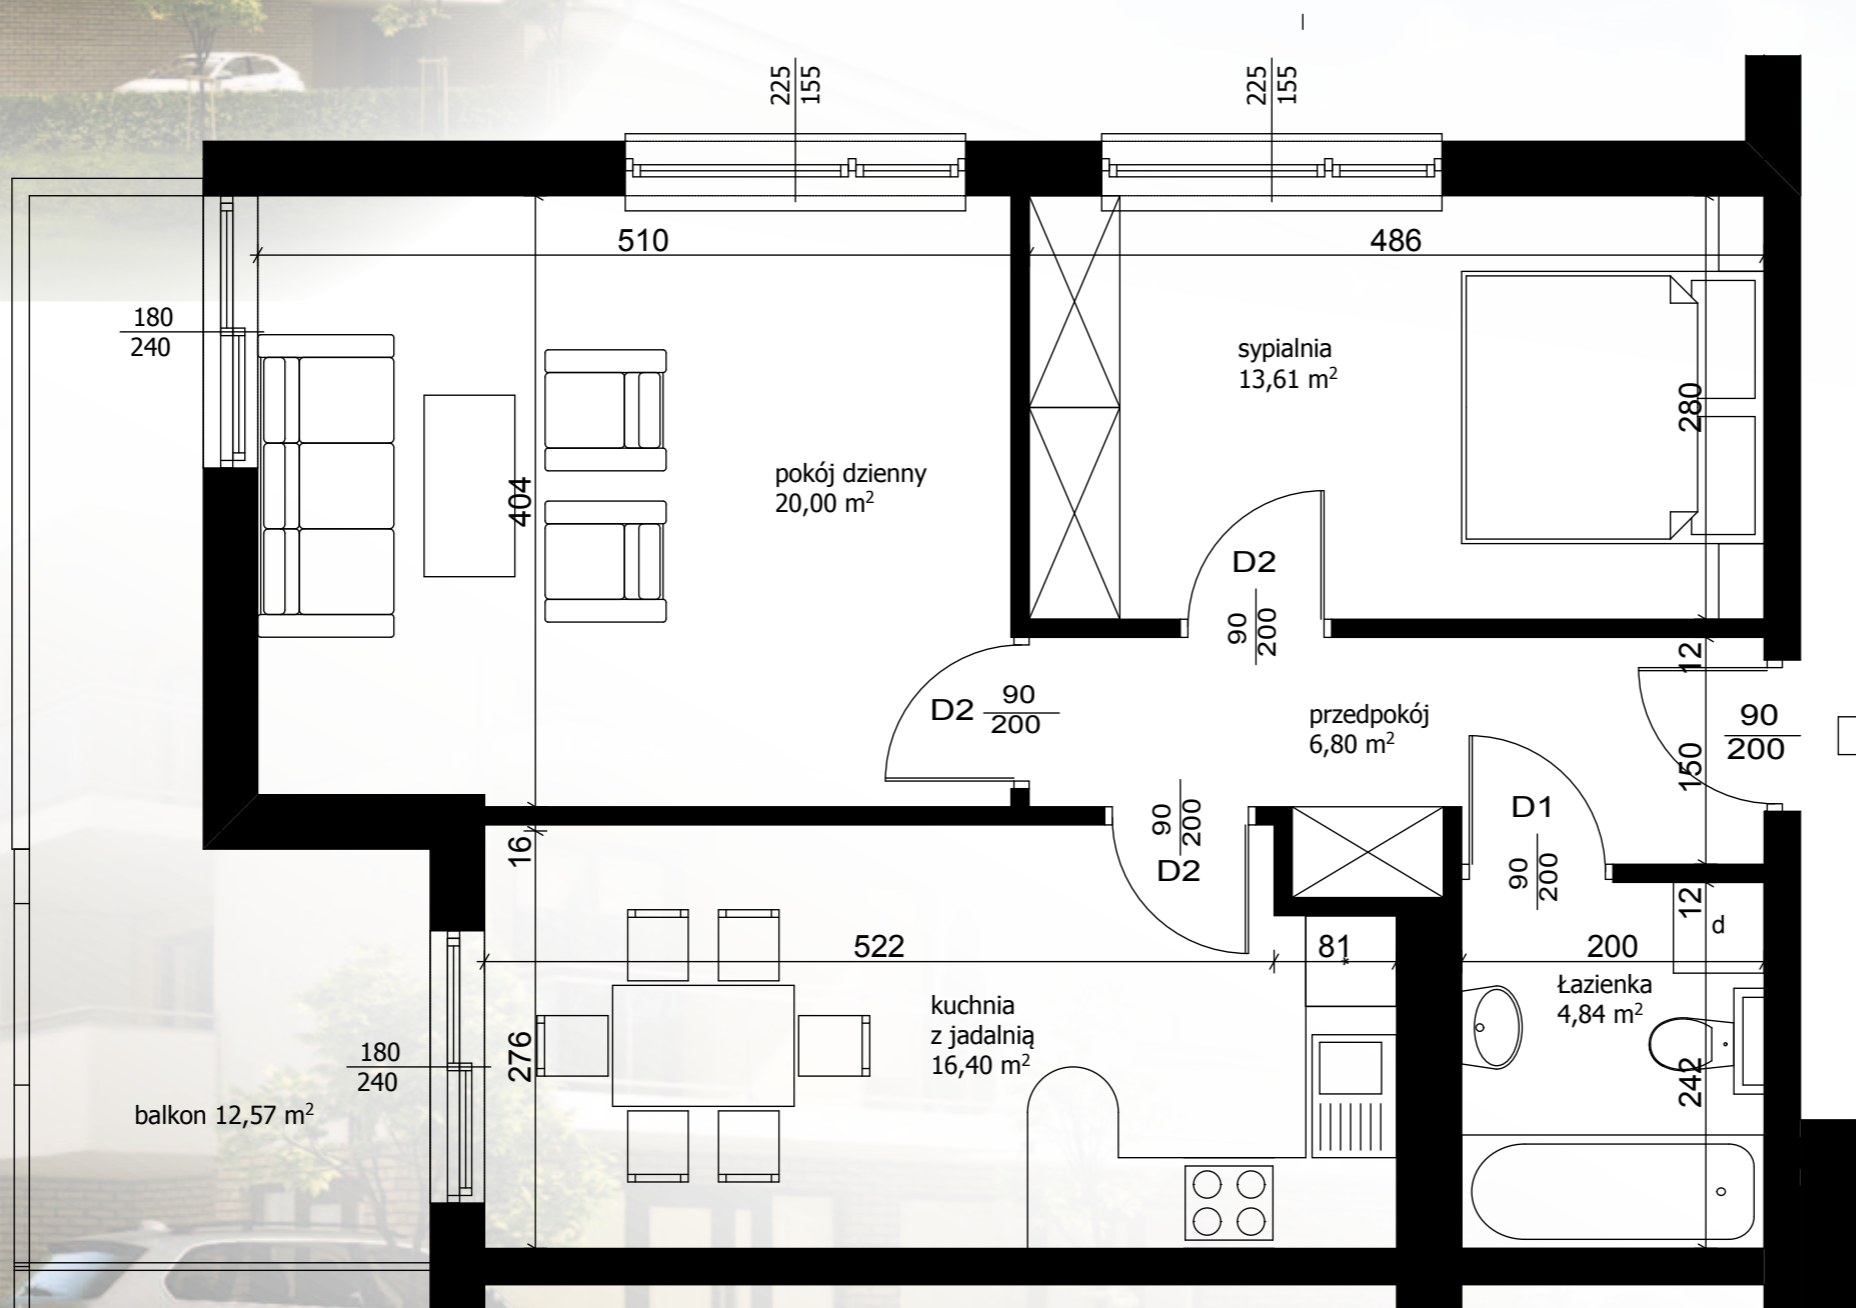 225
155
225
155
510
486
180
240
sypialnia
13,61 m²
280
404
pokój dzienny
20,00 m²
D2
90
200
12
D2
90
200
przedpokój
6,80 m²
90
200
150
D1
90
200
90
200
D2
16
12
d
522
81
200
Łazienka
4,84 m²
kuchnia
z jadalnią
16,40 m²
276
180
240
242
balkon 12,57 m²